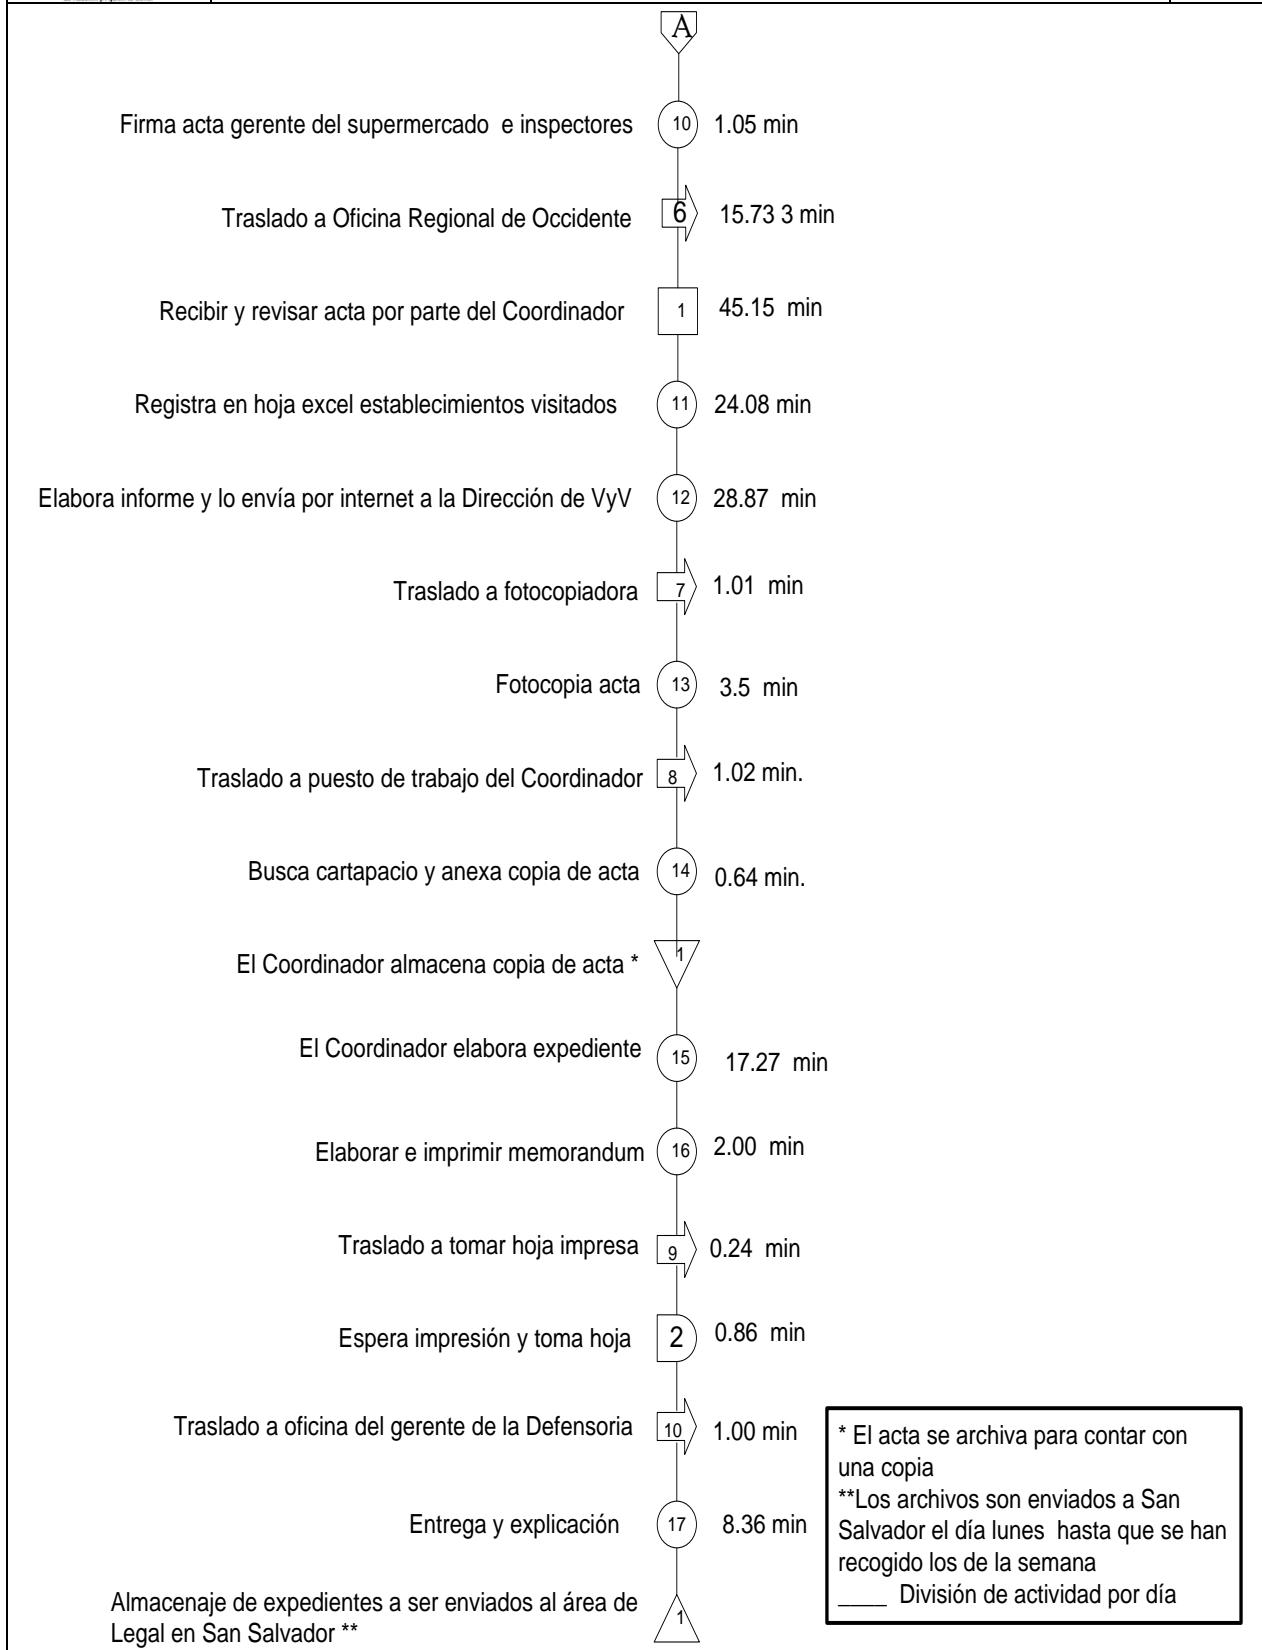 A
Firma acta gerente del supermercado e inspectores 10 1.05 min
Traslado a Oficina Regional de Occidente 6 15.73 3 min
Recibir y revisar acta por parte del Coordinador 1 45.15 min
Registra en hoja excel establecimientos visitados 11 24.08 min
Elabora informe y lo envía por internet a la Dirección de VyV 12 28.87 min
Traslado a fotocopiadora 7 1.01 min
Fotocopia acta 13 3.5 min
Traslado a puesto de trabajo del Coordinador 8 1.02 min.
Busca cartapacio y anexa copia de acta 14 0.64 min.
El Coordinador almacena copia de acta * 1
El Coordinador elabora expediente 15 17.27 min
Elaborar e imprimir memorandum 16 2.00 min
Traslado a tomar hoja impresa 9 0.24 min
Espera impresión y toma hoja 2 0.86 min
Traslado a oficina del gerente de la Defensoria 10 1.00 min
Entrega y explicación 17 8.36 min
Almacenaje de expedientes a ser enviados al área de
Legal en San Salvador ** 1
* El acta se archiva para contar con
una copia
**Los archivos son enviados a San
Salvador el día lunes hasta que se han
recogido los de la semana
____ División de actividad por día